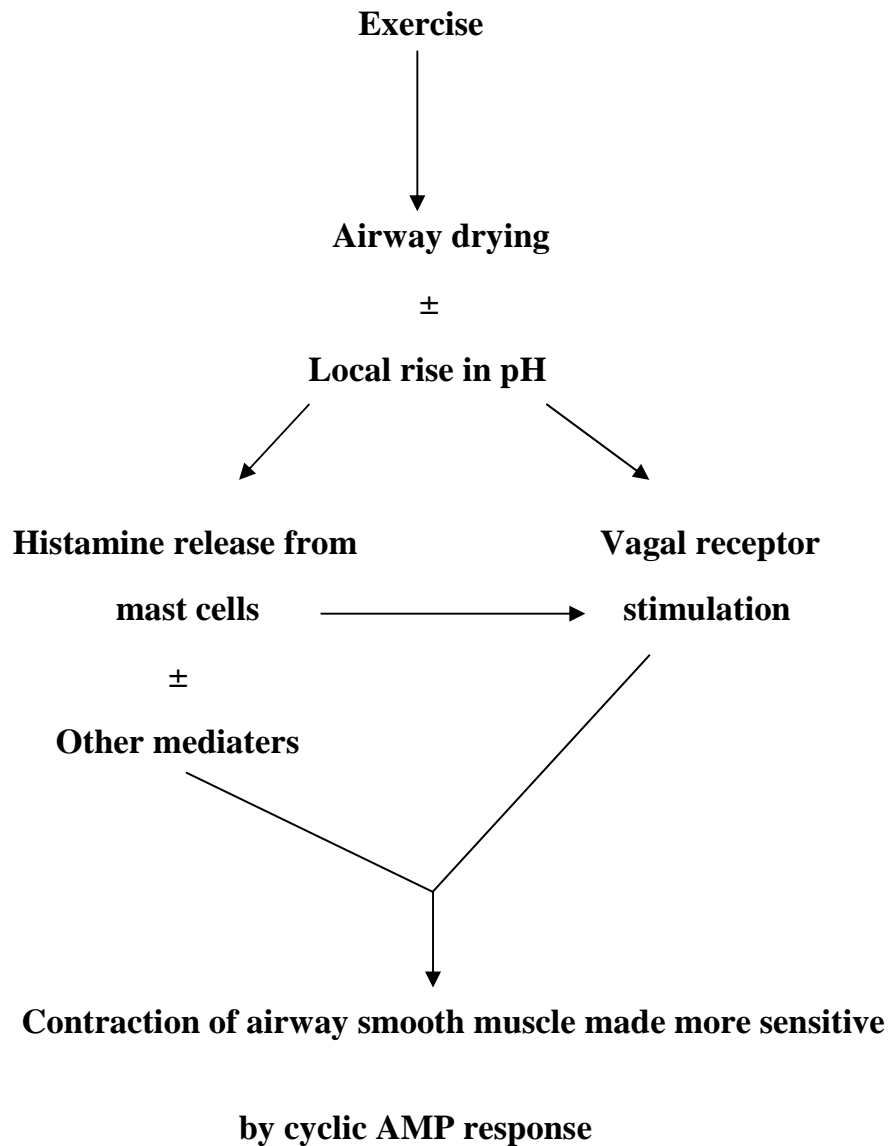 Exercise
Airway drying
±
Local rise in pH
Histamine release from
mast cells
±
Other mediaters
Vagal receptor
stimulation
Contraction of airway smooth muscle made more sensitive
by cyclic AMP response